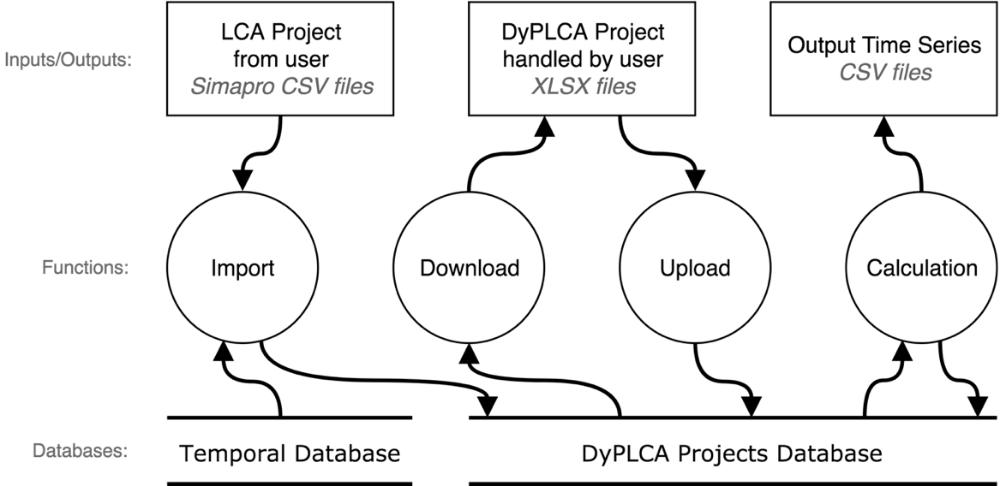 Inputs/Outputs:
LCA Project
from user
Simapro CSV files
DyPLCA Project
handled by user
XLSX files
Output Time Series
CSV files
Functions:
Import
Download
Upload
Calculation
Databases:
Temporal Database
DyPLCA Projects Database